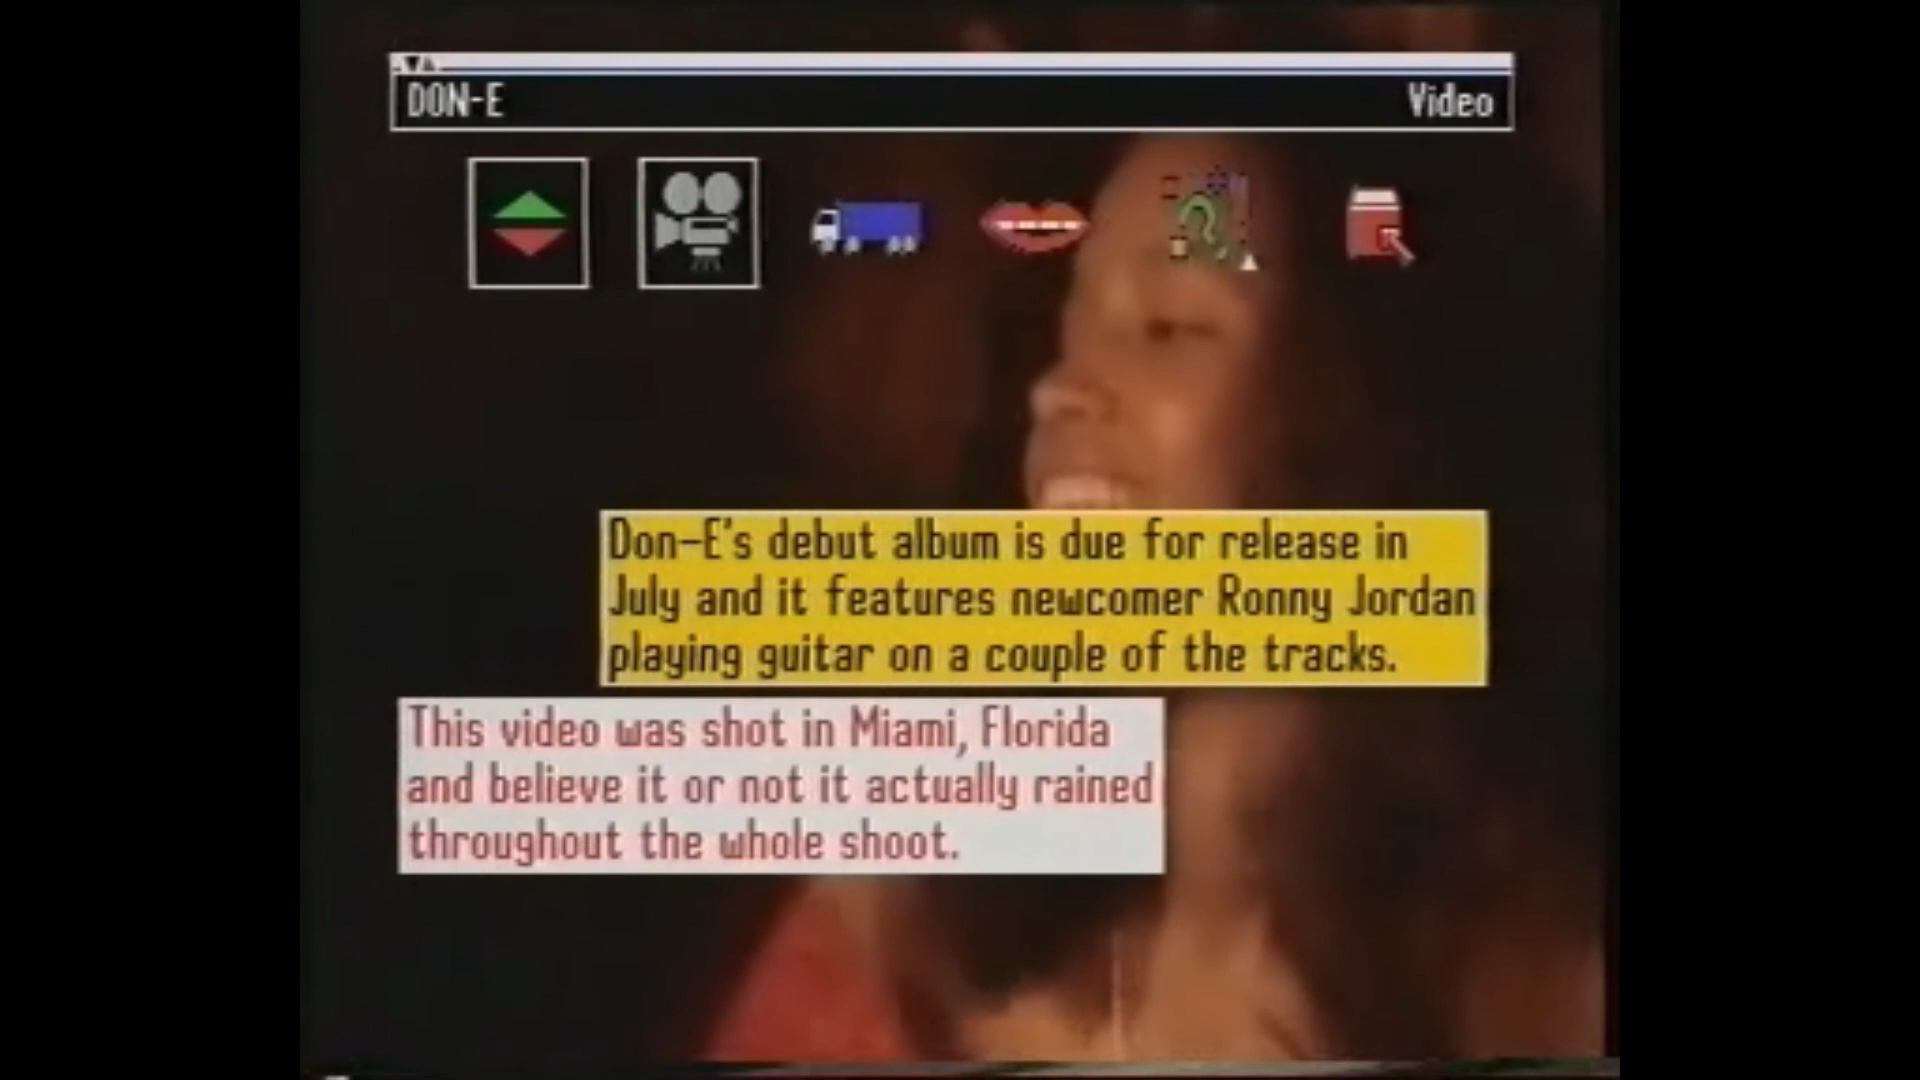 DON-E Video
Don-E's debut album is due for release in
July and it features newcomer Ronny Jordan
playing guitar on a couple of the tracks.
This video was shot in Miami, Florida
and believe it or not it actually rained
throughout the whole shoot.